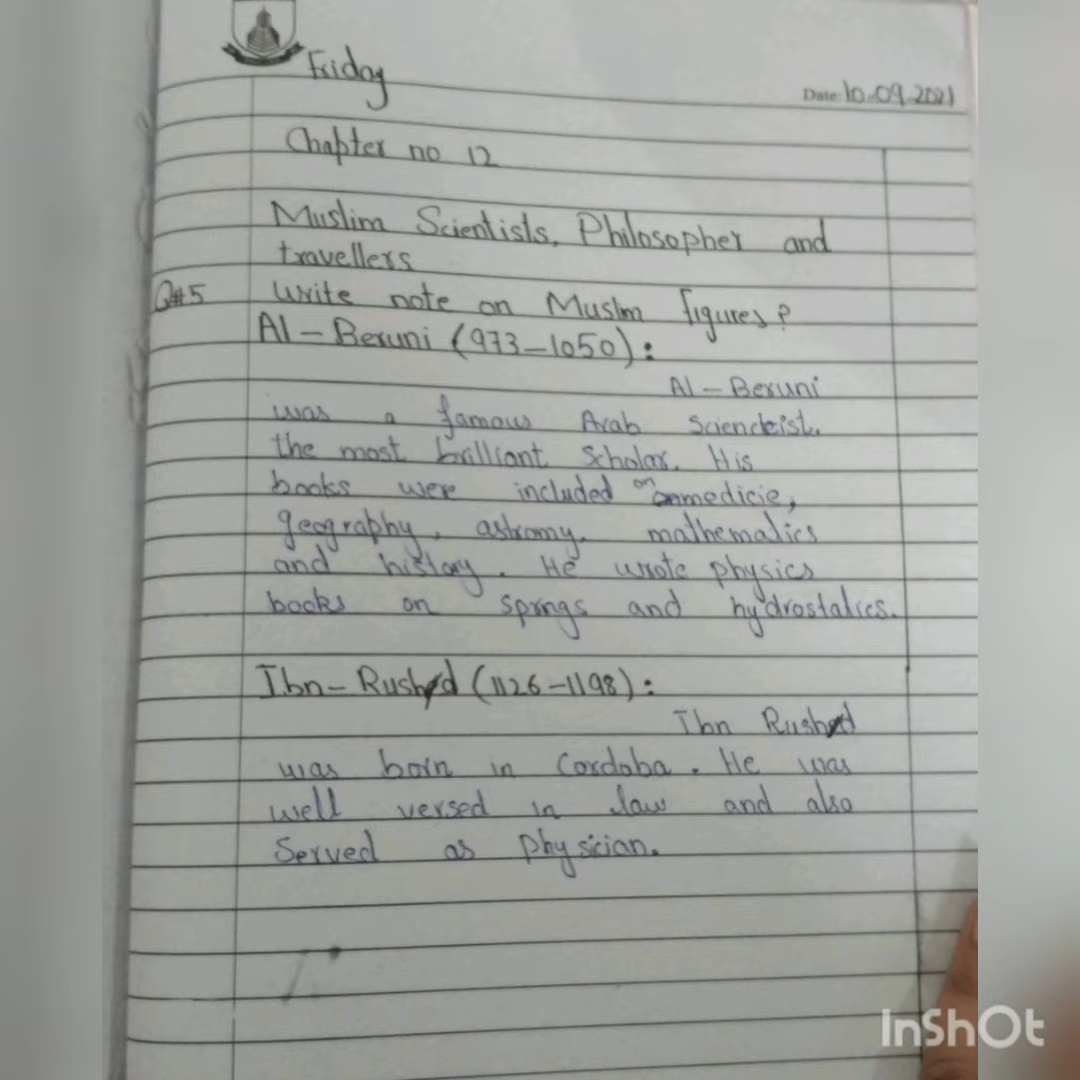 Friday
Date: 10-09-2021
Chapter no 12
Muslim Scientists, Philosopher and
travellers
Q#5 Write note on Muslm figures?
Al-Beruni (973-1050):
Al-Beruni
was a famous Arab Sciendeist.
the most brilliant Scholar. His
books were included on medicie,
geography, astromy, mathematics
and history. He wrote physics
books on springs and hydrostatics.
Ibn-Rushd (1126-1198):
Ibn Rushd
was born in Cordoba. He was
well versed in law and also
Served as Physician.
InShOt